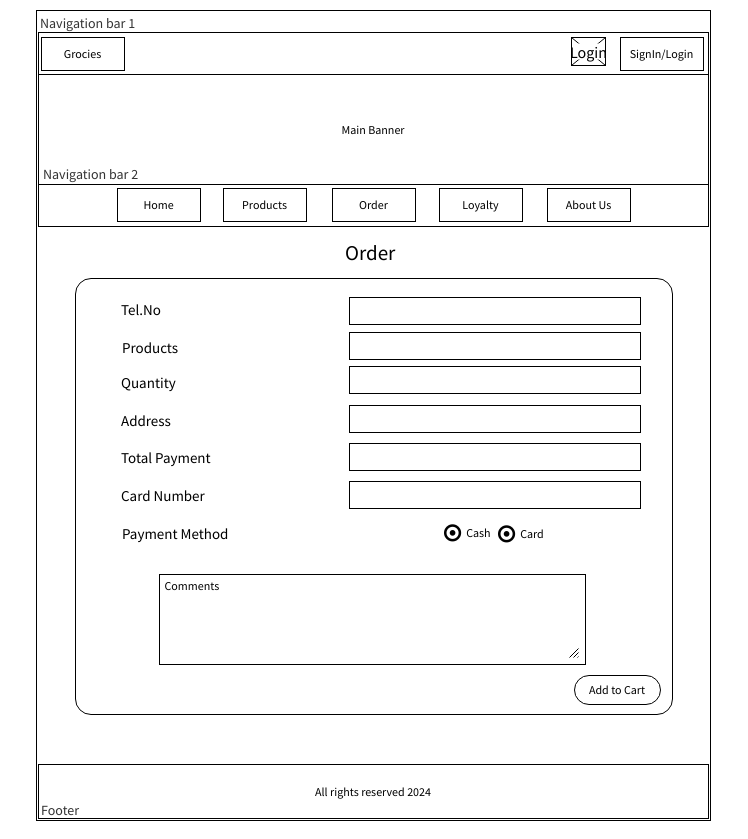 Navigation bar 1
Grocies
Login
SignIn/Login
Main Banner
Navigation bar 2
Home
Products
Order
Loyalty
About Us
Order
Tel.No
Products
Quantity
Address
Total Payment
Card Number
Payment Method
Cash
Card
Comments
Add to Cart
All rights reserved 2024
Footer